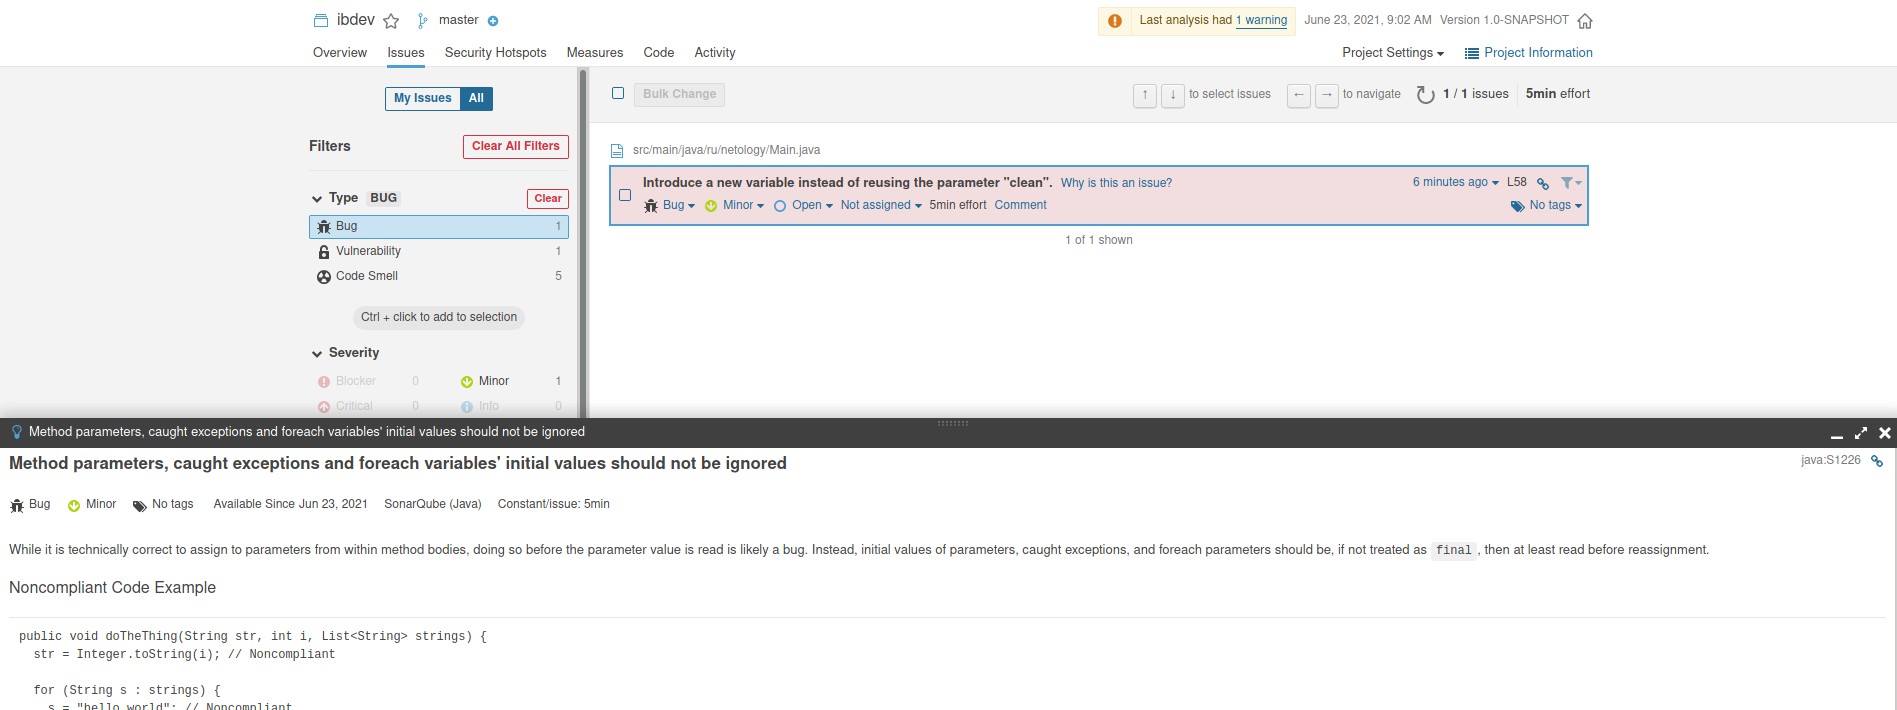 ibdev master
Last analysis had 1 warning June 23, 2021, 9:02 AM Version 1.0-SNAPSHOT
Overview Issues Security Hotspots Measures Code Activity
Project Settings Project Information
My Issues All
Bulk Change
↑ ↓ to select issues ← → to navigate 1 / 1 issues 5min effort
Filters Clear All Filters
Type BUG Clear
Bug 1
Vulnerability 1
Code Smell 5
Ctrl + click to add to selection
Severity
Blocker 0 Minor 1
Critical 0 Info 0
src/main/java/ru/netology/Main.java
Introduce a new variable instead of reusing the parameter "clean". Why is this an issue? 6 minutes ago L58
Bug Minor Open Not assigned 5min effort Comment No tags
1 of 1 shown
Method parameters, caught exceptions and foreach variables' initial values should not be ignored
Method parameters, caught exceptions and foreach variables' initial values should not be ignored java:S1226
Bug Minor No tags Available Since Jun 23, 2021 SonarQube (Java) Constant/issue: 5min
While it is technically correct to assign to parameters from within method bodies, doing so before the parameter value is read is likely a bug. Instead, initial values of parameters, caught exceptions, and foreach parameters should be, if not treated as final, then at least read before reassignment.
Noncompliant Code Example
public void doTheThing(String str, int i, List<String> strings) {
str = Integer.toString(i); // Noncompliant
for (String s : strings) {
s = "hello world"; // Noncompliant